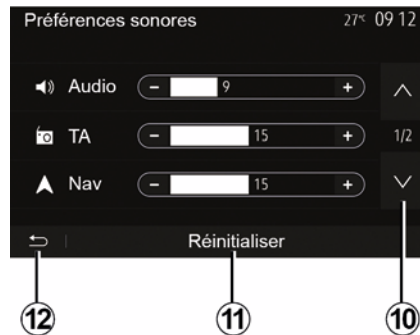 Préférences sonores 27°C 09 12
Audio - 9 +
TA - 15 + 1/2
Nav - 15 +
Réinitialiser
12 11 10